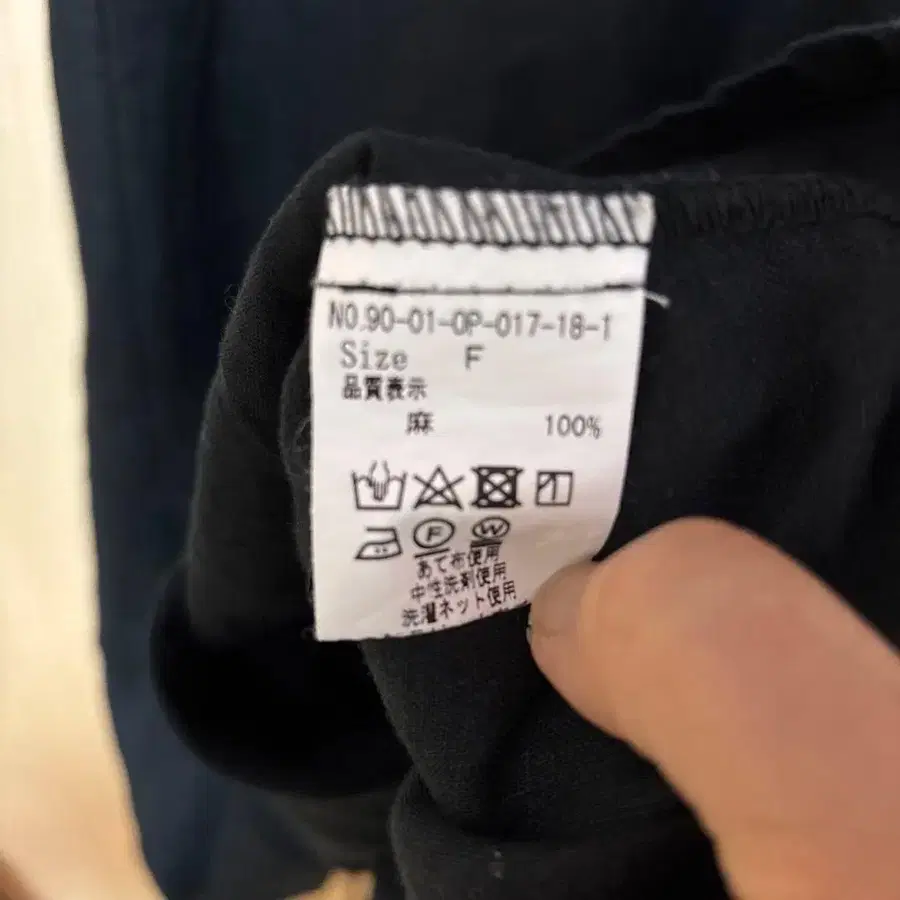 NO.90-01-OP-017-18-1
Size F
品質表示
麻 100%
F W
あて布使用
中性洗剤使用
洗濯ネット使用